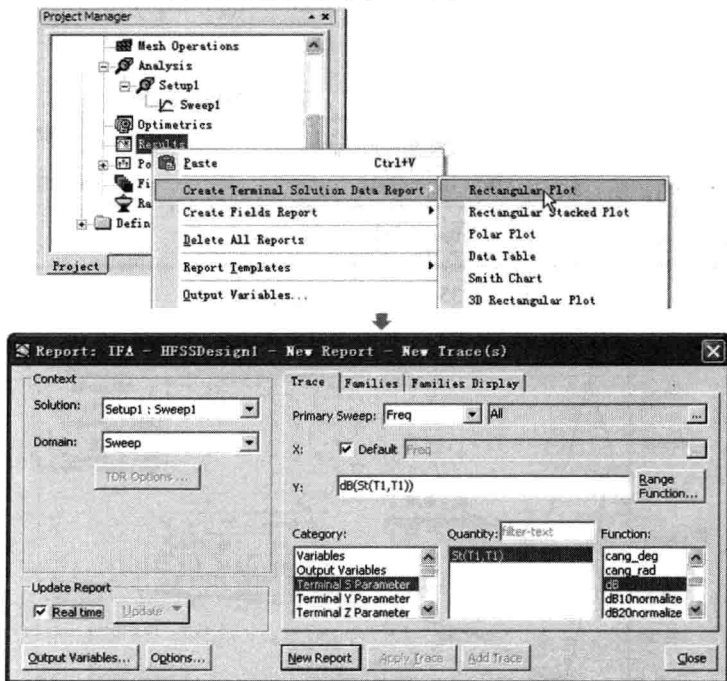 Project Manager
Mesh Operations
Analysis
Setup1
Sweep1
Optimetrics
Results
Po
Fi
Ra
Defin
Project
Paste Ctrl+V
Create Terminal Solution Data Report
Create Fields Report
Delete All Reports
Report Templates
Output Variables...
Rectangular Plot
Rectangular Stacked Plot
Polar Plot
Data Table
Smith Chart
3D Rectangular Plot
Report: IFA - HFSSDesign1 - New Report - New Trace(s)
Context
Solution: Setup1 : Sweep1
Domain: Sweep
TDR Options ...
Update Report
Real time Update
Output Variables... Options...
Trace Families Families Display
Primary Sweep: Freq All ...
X: Default Freq ...
Y: dB(St(T1,T1)) Range Function...
Category: Quantity: filter-text Function:
Variables
Output Variables
Terminal S Parameter
Terminal Y Parameter
Terminal Z Parameter
St(T1,T1)
cang_deg
cang_rad
dB
dB10normalize
dB20normalize
New Report Apply Trace Add Trace Close